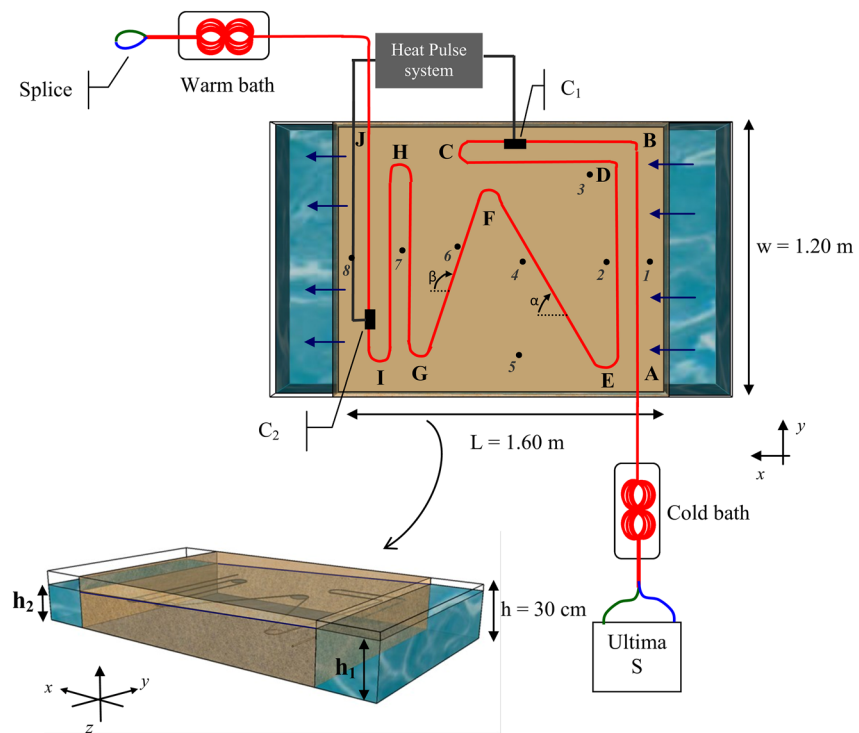 Heat Pulse
system
Splice
Warm bath
C₁
J
B
H
C
D
3
F
w = 1.20 m
6
7
8
4
2
1
β
α
5
I
G
E
A
C₂
L = 1.60 m
y
x
Cold bath
h₂
h = 30 cm
h₁
Ultima
S
x
y
z